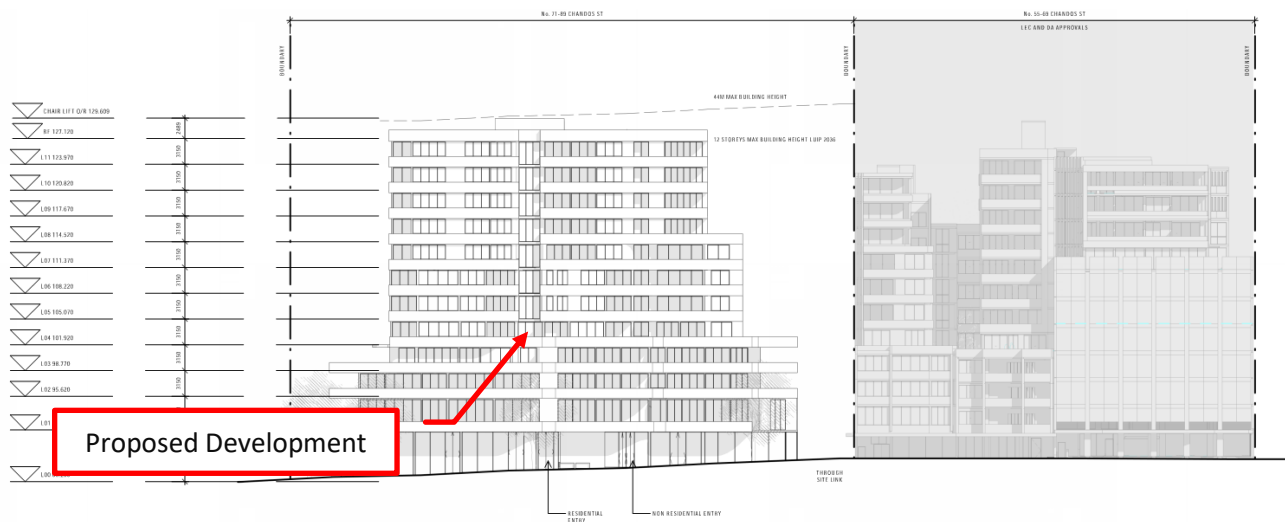 No. 71-89 CHANDOS ST
No. 55-69 CHANDOS ST
LEC AND DA APPROVALS
BOUNDARY
BOUNDARY
BOUNDARY
44M MAX BUILDING HEIGHT
12 STOREYS MAX BUILDING HEIGHT LUIP 2036
CHAIR LIFT O/R 129.609
RF 127.120
L11 123.970
L10 120.820
L09 117.670
L08 114.520
L07 111.370
L06 108.220
L05 105.070
L04 101.920
L03 98.770
L02 95.620
L01
L00
2489
3150
3150
3150
3150
3150
3150
3150
3150
3150
3150
Proposed Development
RESIDENTIAL
ENTRY
NON RESIDENTIAL ENTRY
THROUGH
SITE LINK